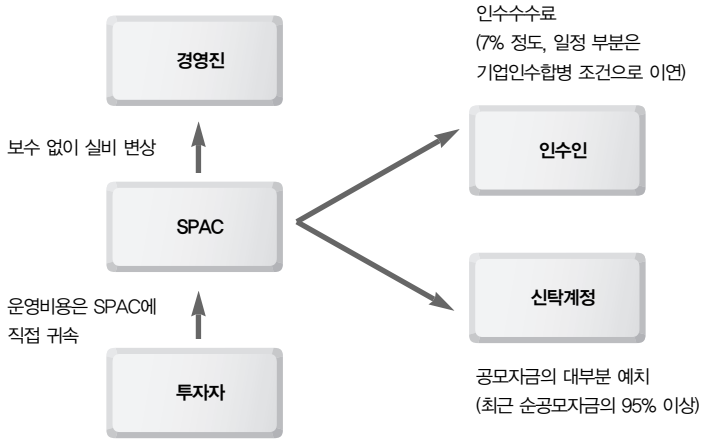 인수수수료
(7% 정도, 일정 부분은
기업인수합병 조건으로 이연)
경영진
보수 없이 실비 변상
인수인
SPAC
신탁계정
운영비용은 SPAC에
직접 귀속
투자자
공모자금의 대부분 예치
(최근 순공모자금의 95% 이상)